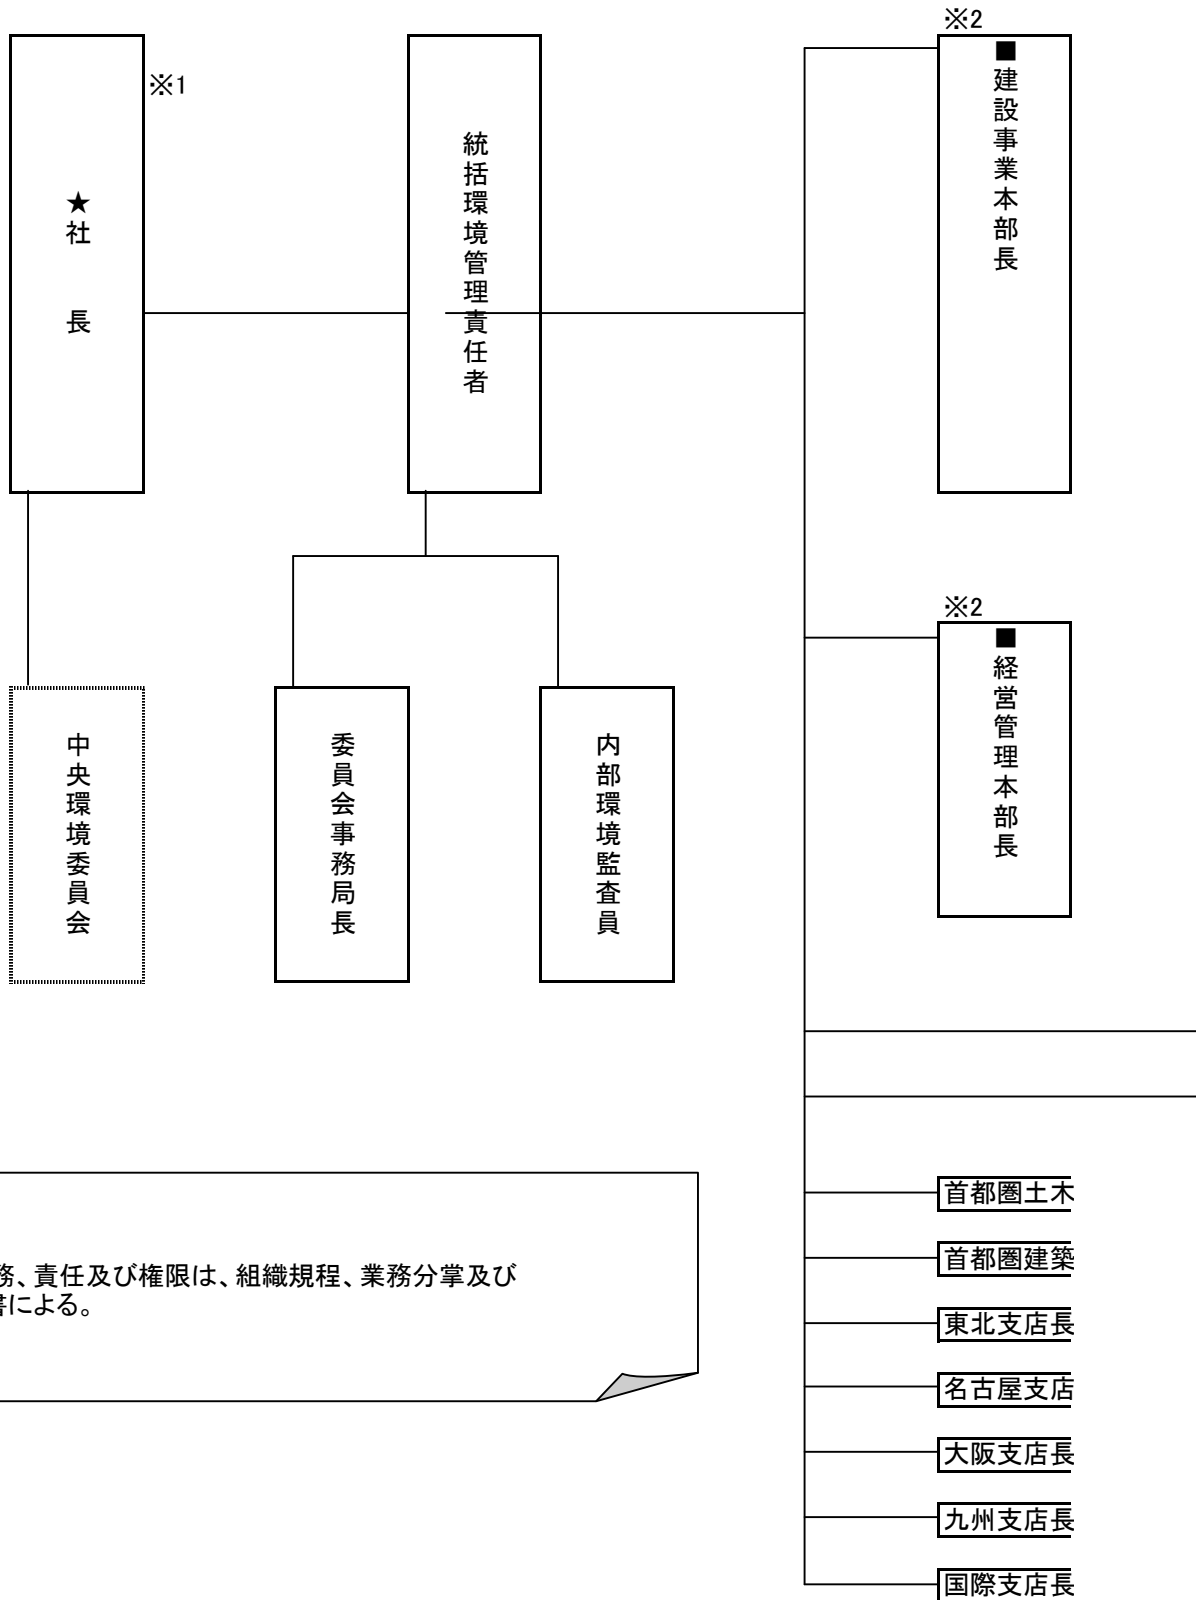 ※2
※1
★社　長
統括環境管理責任者
■建設事業本部長
※2
■経営管理本部長
中央環境委員会
委員会事務局長
内部環境監査員
首都圏土木
首都圏建築
務、責任及び権限は、組織規程、業務分掌及び
書による。
東北支店長
名古屋支店
大阪支店長
九州支店長
国際支店長